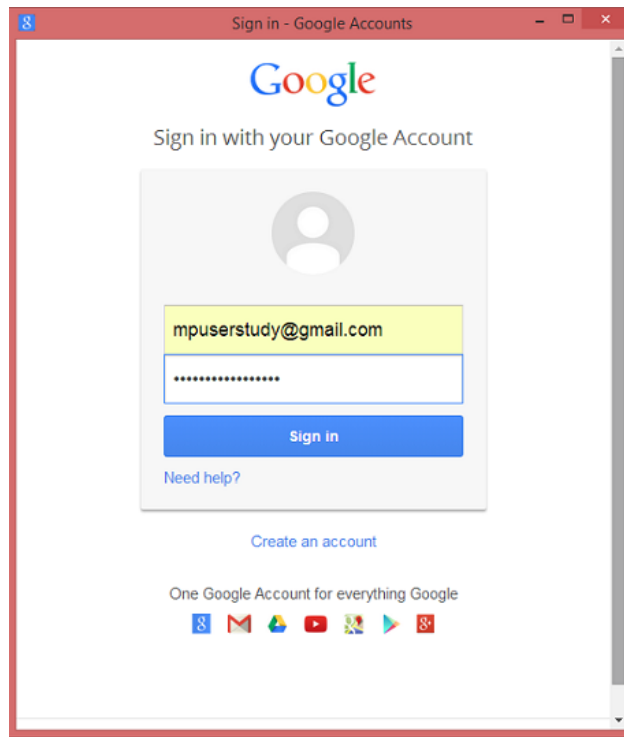 Sign in - Google Accounts
Google
Sign in with your Google Account
mpuserstudy@gmail.com
•••••••••••••••••
Sign in
Need help?
Create an account
One Google Account for everything Google